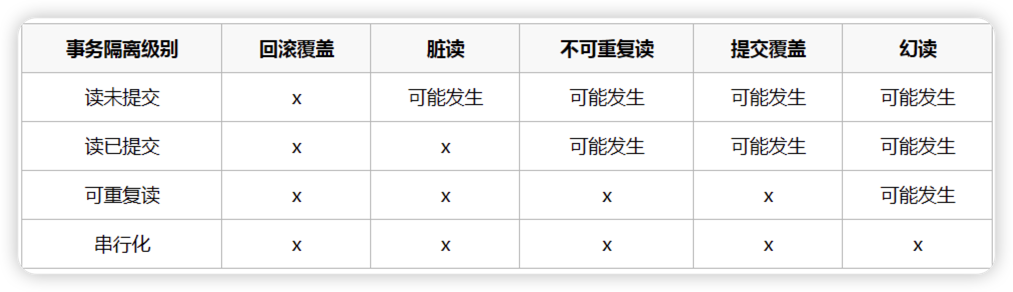 事务隔离级别 回滚覆盖 脏读 不可重复读 提交覆盖 幻读
读未提交 x 可能发生 可能发生 可能发生 可能发生
读已提交 x x 可能发生 可能发生 可能发生
可重复读 x x x x 可能发生
串行化 x x x x x